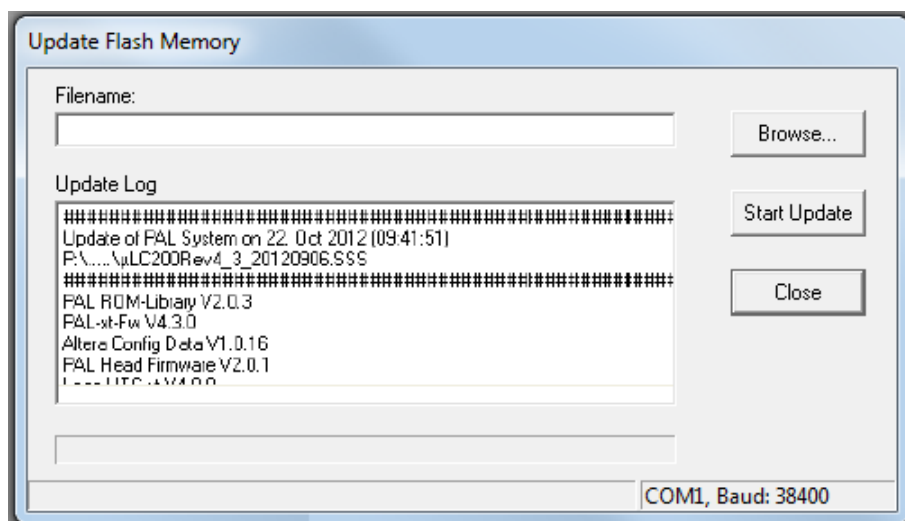 Update Flash Memory
Filename:
Browse...
Update Log
Start Update
###################################################################
Update of PAL System on 22. Oct 2012 (09:41:51)
P:\.....\µLC200Rev4_3_20120906.SSS
###################################################################
Close
PAL ROM-Library V2.0.3
PAL-xt-Fw V4.3.0
Altera Config Data V1.0.16
PAL Head Firmware V2.0.1
COM1, Baud: 38400